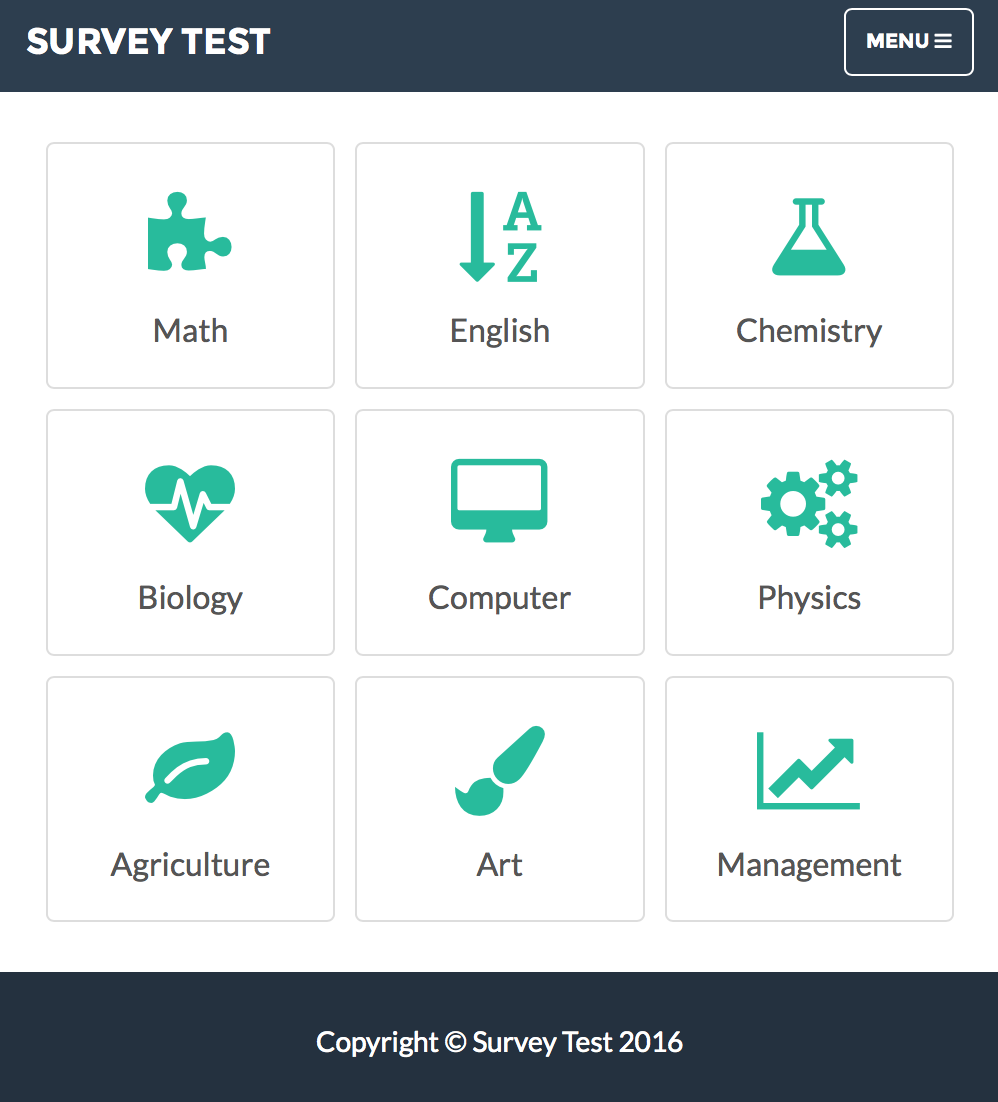 SURVEY TEST
MENU
Math
English
Chemistry
Biology
Computer
Physics
Agriculture
Art
Management
Copyright © Survey Test 2016